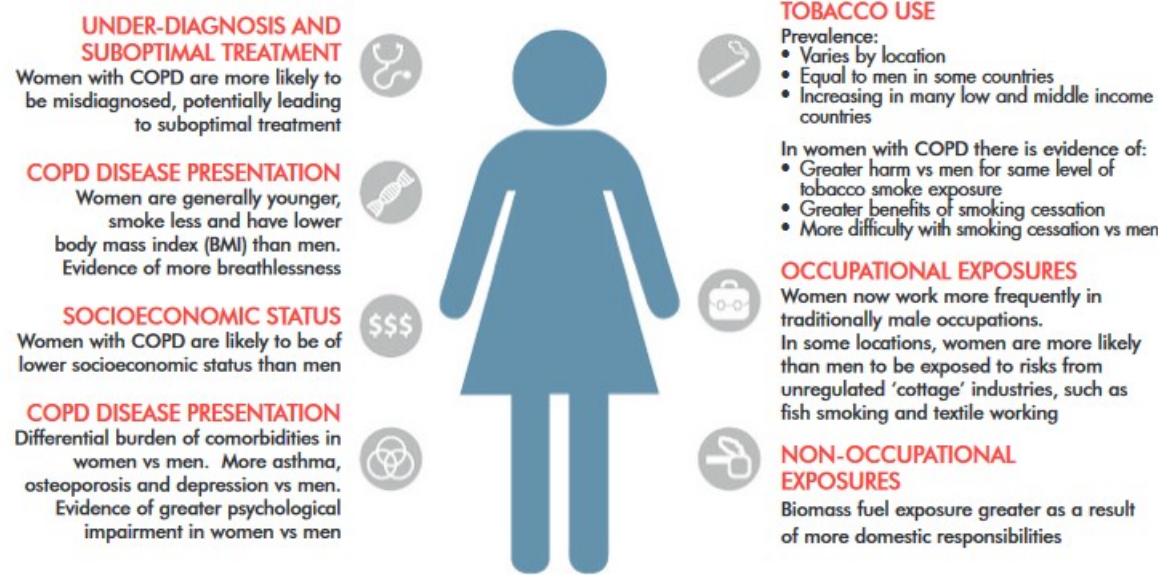 UNDER-DIAGNOSIS AND
SUBOPTIMAL TREATMENT
Women with COPD are more likely to
be misdiagnosed, potentially leading
to suboptimal treatment
COPD DISEASE PRESENTATION
Women are generally younger,
smoke less and have lower
body mass index (BMI) than men.
Evidence of more breathlessness
SOCIOECONOMIC STATUS
Women with COPD are likely to be of
lower socioeconomic status than men
$$$
COPD DISEASE PRESENTATION
Differential burden of comorbidities in
women vs men. More asthma,
osteoporosis and depression vs men.
Evidence of greater psychological
impairment in women vs men
TOBACCO USE
Prevalence:
• Varies by location
• Equal to men in some countries
• Increasing in many low and middle income
countries
In women with COPD there is evidence of:
• Greater harm vs men for same level of
tobacco smoke exposure
• Greater benefits of smoking cessation
• More difficulty with smoking cessation vs men
OCCUPATIONAL EXPOSURES
Women now work more frequently in
traditionally male occupations.
In some locations, women are more likely
than men to be exposed to risks from
unregulated ‘cottage’ industries, such as
fish smoking and textile working
NON-OCCUPATIONAL
EXPOSURES
Biomass fuel exposure greater as a result
of more domestic responsibilities